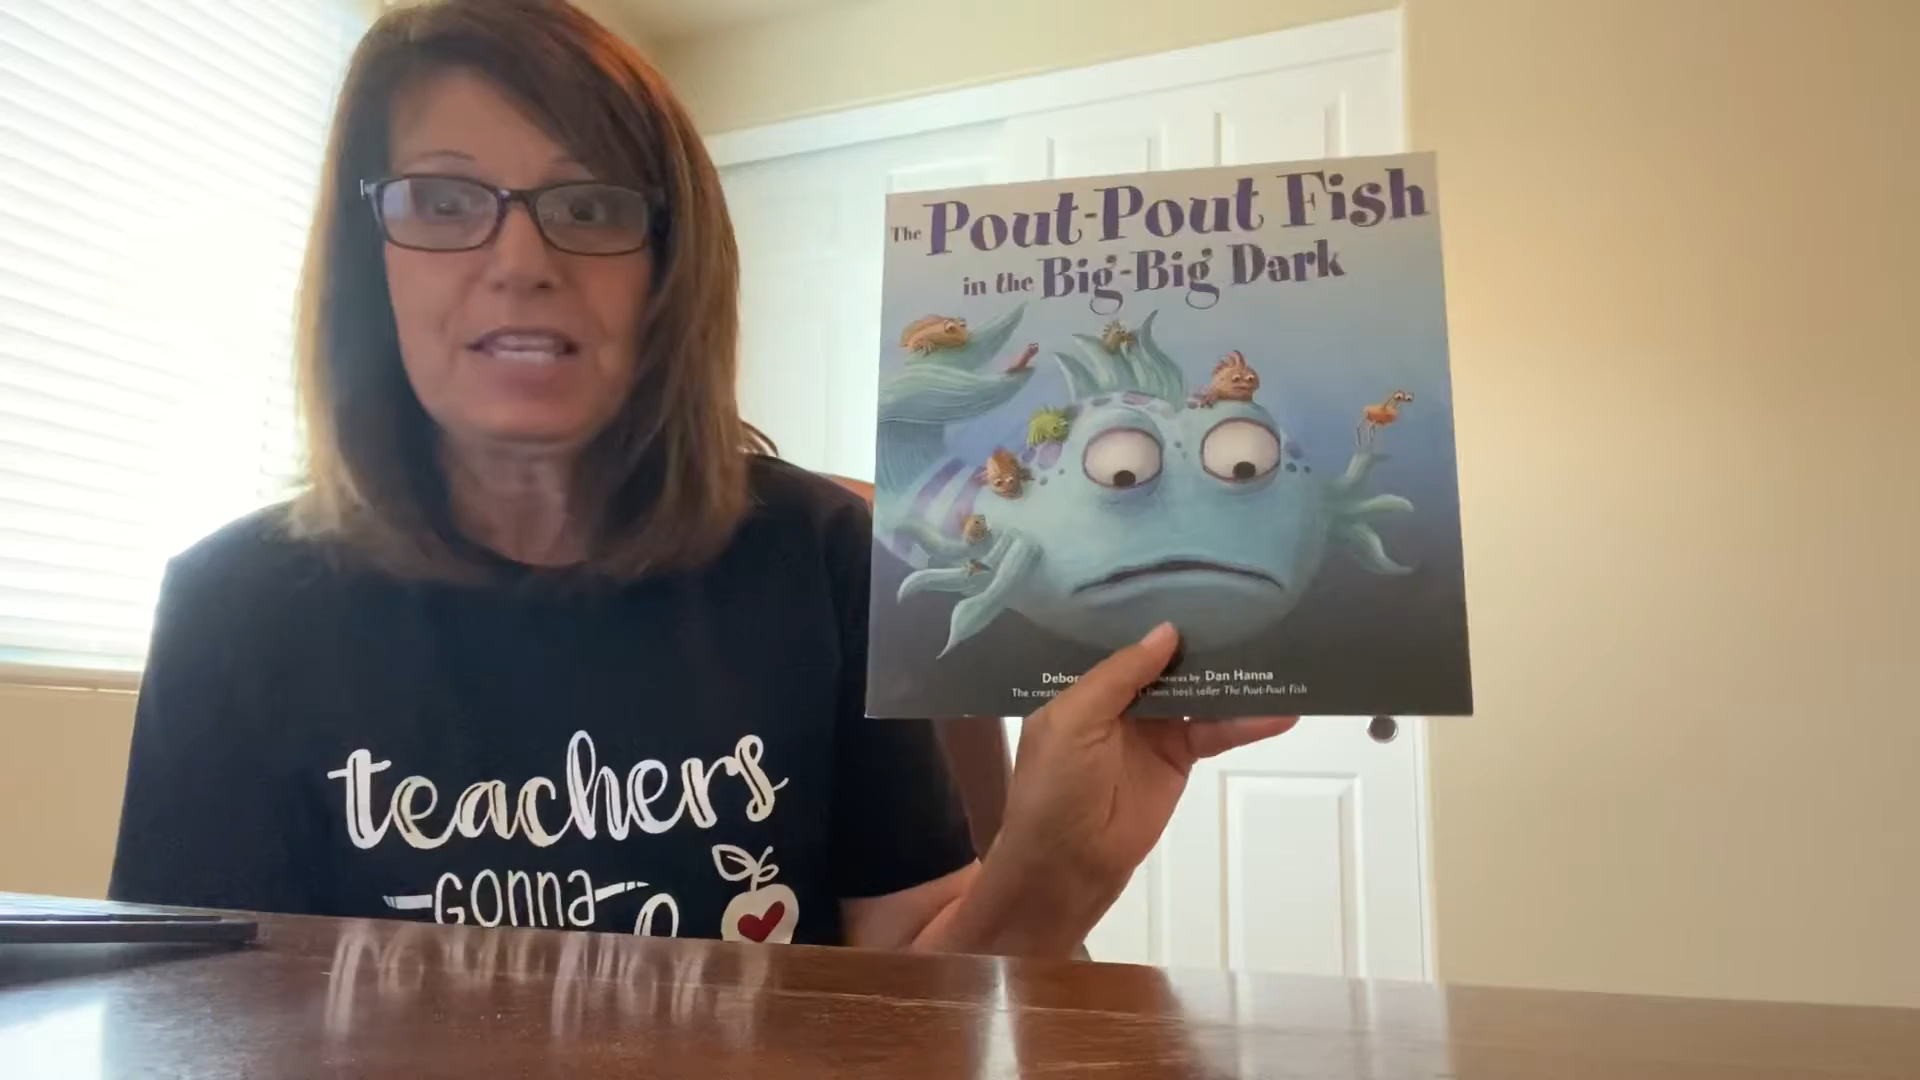 The Pout-Pout Fish
in the Big-Big Dark
Dan Hanna
The best seller The Pout-Pout Fish
teachers
gonna